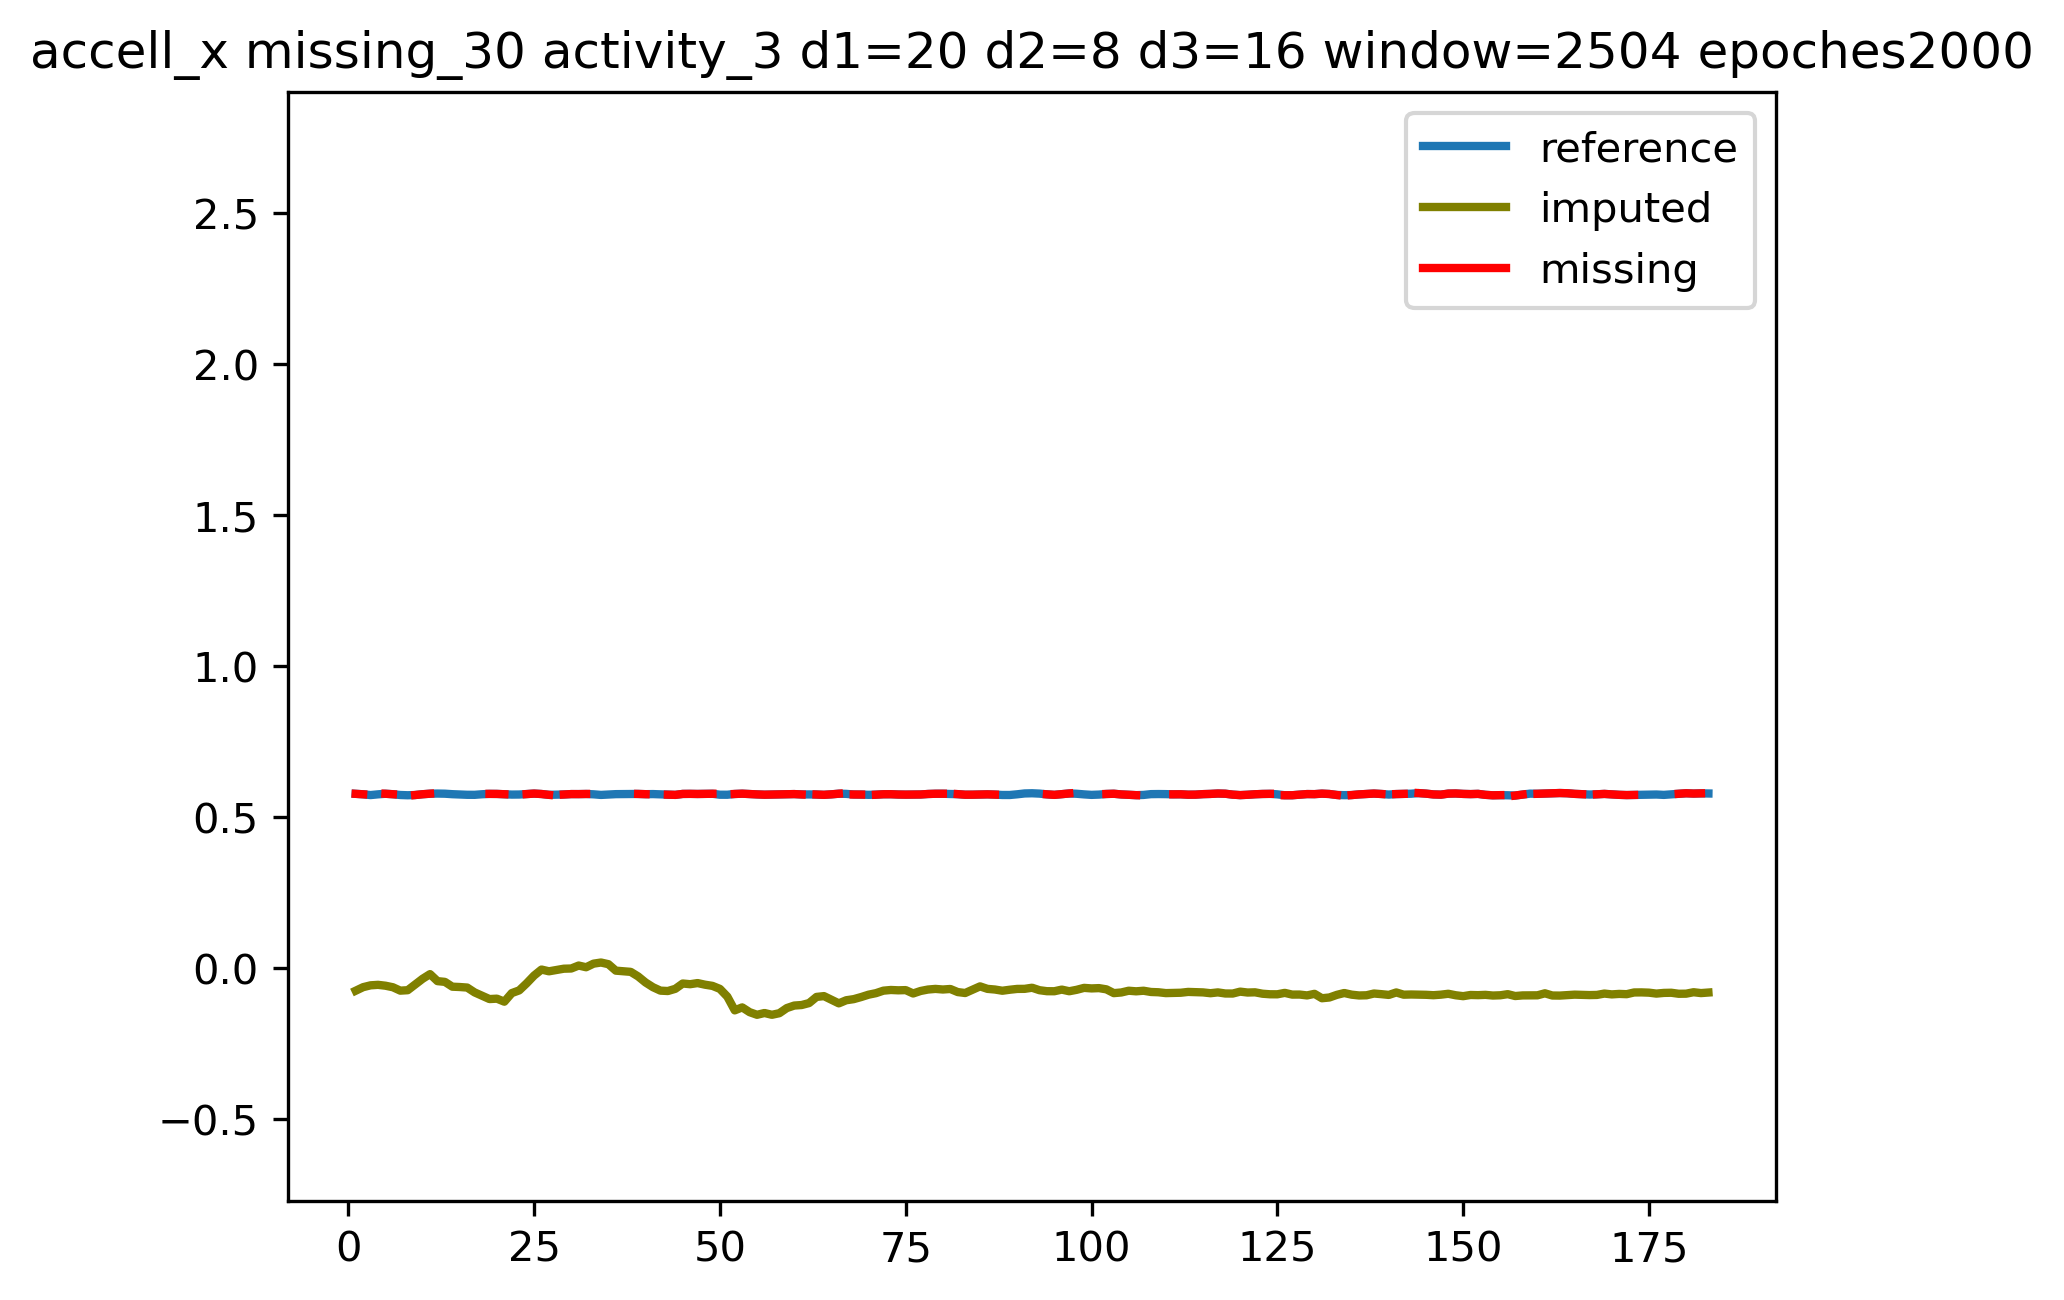 accell_x missing_30 activity_3 d1=20 d2=8 d3=16 window=2504 epoches2000
reference
imputed
missing
2.5
2.0
1.5
1.0
0.5
0.0
−0.5
0 25 50 75 100 125 150 175